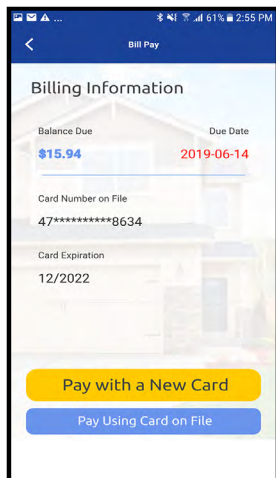 ... 61% 2:55 PM
Bill Pay
Billing Information
Balance Due Due Date
$15.94 2019-06-14
Card Number on File
47**********8634
Card Expiration
12/2022
Pay with a New Card
Pay Using Card on File